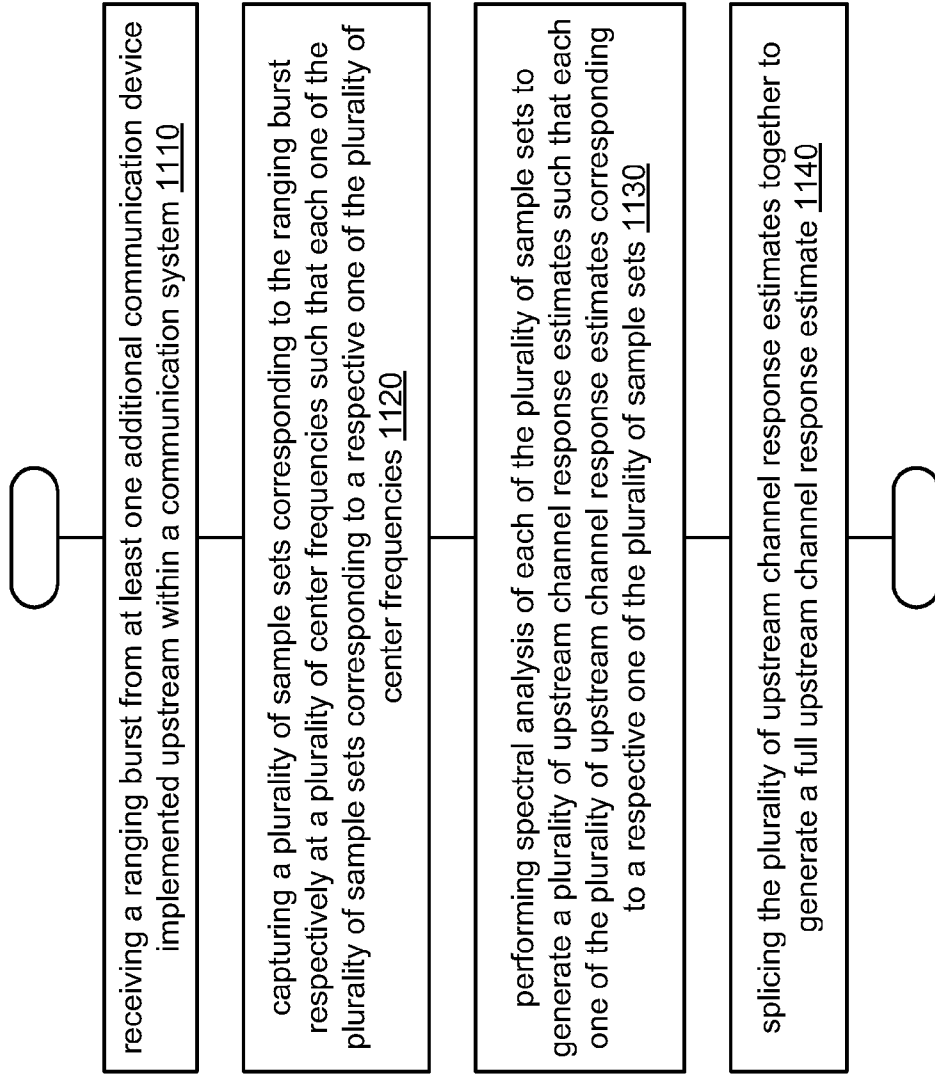 receiving a ranging burst from at least one additional communication device
implemented upstream within a communication system 1110
capturing a plurality of sample sets corresponding to the ranging burst
respectively at a plurality of center frequencies such that each one of the
plurality of sample sets corresponding to a respective one of the plurality of
center frequencies 1120
performing spectral analysis of each of the plurality of sample sets to
generate a plurality of upstream channel response estimates such that each
one of the plurality of upstream channel response estimates corresponding
to a respective one of the plurality of sample sets 1130
splicing the plurality of upstream channel response estimates together to
generate a full upstream channel response estimate 1140